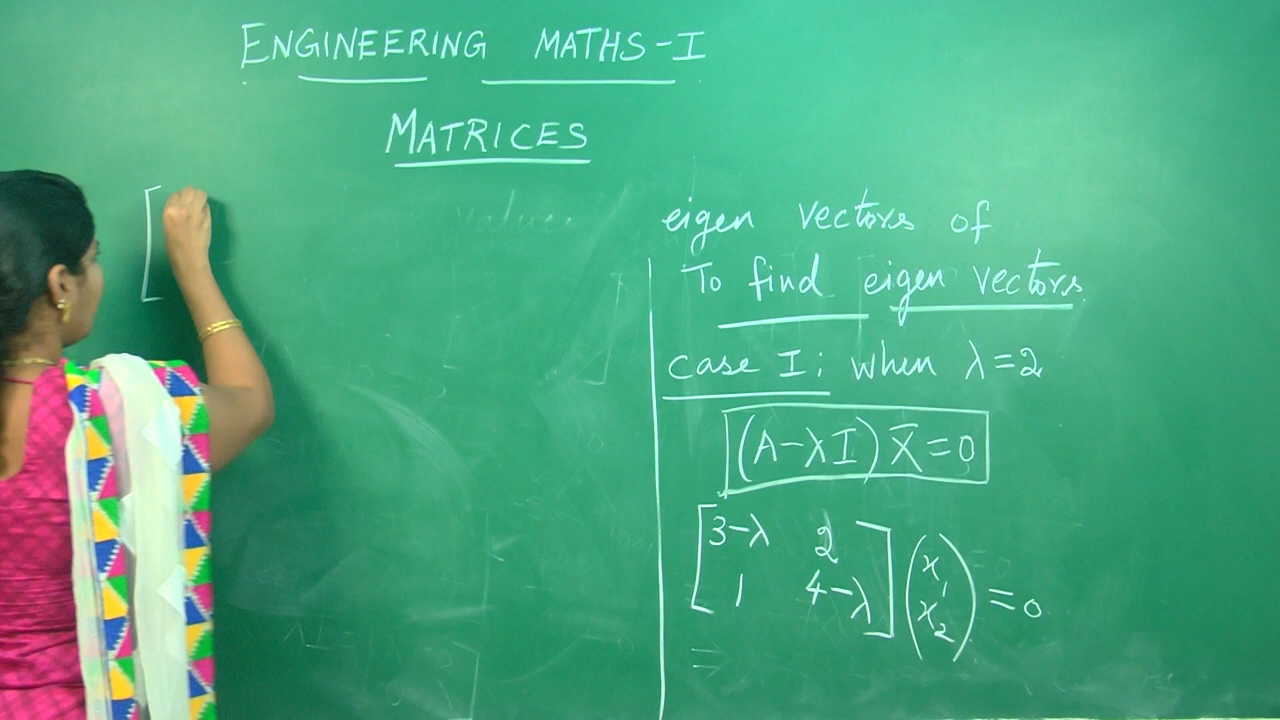 ENGINEERING MATHS-I
MATRICES
[
eigen vectors of
To find eigen vectors
case I: when λ=2
(A-λI) X̄=0
[3-λ 2
1 4-λ] (x₁
x₂) =0
⇒